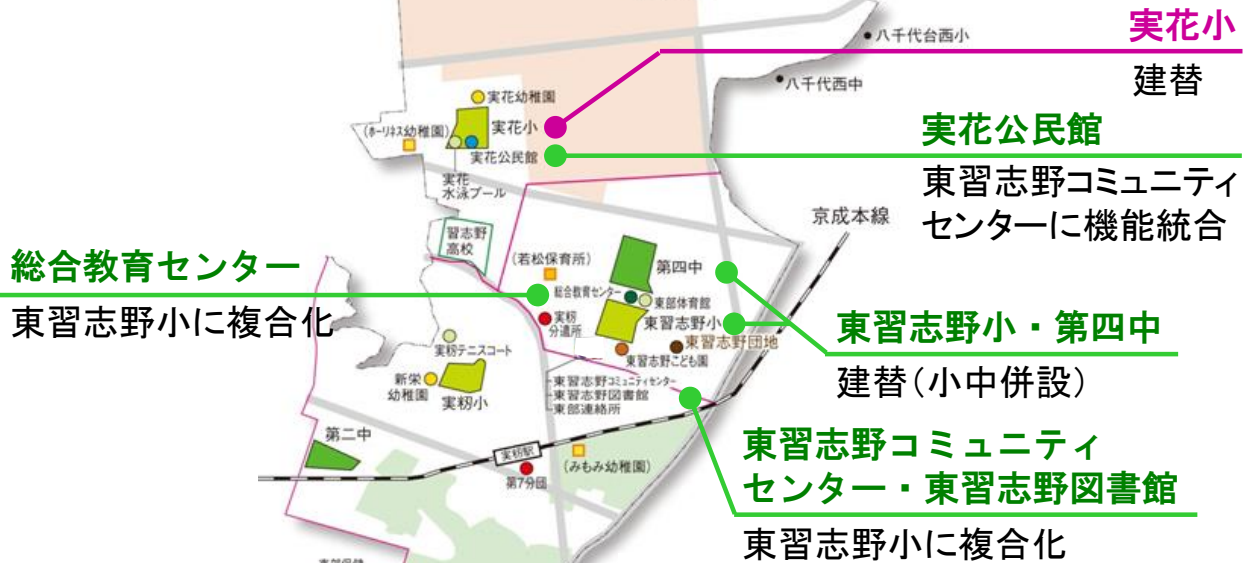 実花小
建替
八千代台西小
八千代西中
実花幼稚園
(ホーリネス幼稚園)
実花小
実花公民館
実花公民館
実花
水泳プール
東習志野コミュニティ
センターに機能統合
京成本線
習志野
高校
総合教育センター
東習志野小に複合化
(若松保育所)
第四中
総合教育センター
東部体育館
実籾
分遣所
東習志野小
東習志野団地
東習志野こども園
東習志野小・第四中
建替(小中併設)
実籾テニスコート
新栄
幼稚園
実籾小
東習志野コミュニティセンター
東習志野図書館
東部連絡所
第二中
実籾駅
(みもみ幼稚園)
第7分団
東習志野コミュニティ
センター・東習志野図書館
東習志野小に複合化